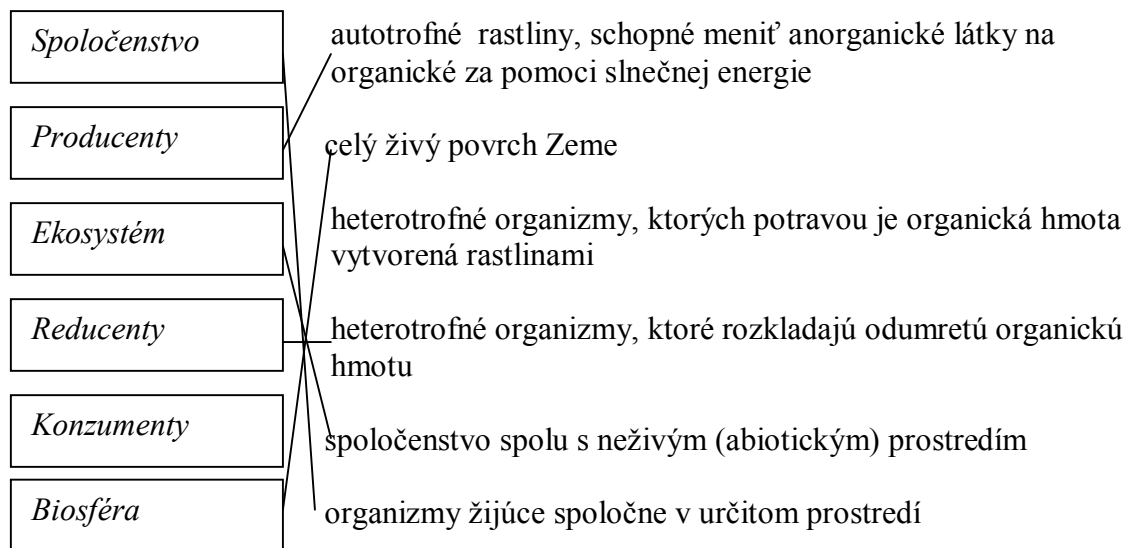 Spoločenstvo
autotrofné rastliny, schopné meniť anorganické látky na
organické za pomoci slnečnej energie
Producenty
celý živý povrch Zeme
Ekosystém
heterotrofné organizmy, ktorých potravou je organická hmota
vytvorená rastlinami
Reducenty
heterotrofné organizmy, ktoré rozkladajú odumretú organickú
hmotu
Konzumenty
spoločenstvo spolu s neživým (abiotickým) prostredím
Biosféra
organizmy žijúce spoločne v určitom prostredí